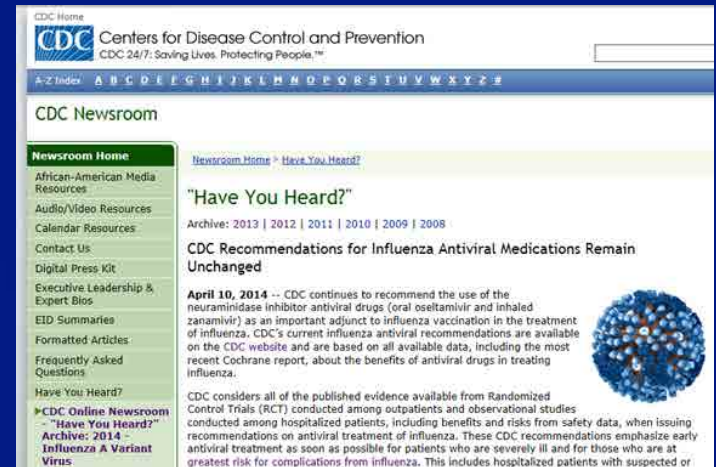 CDC Home
CDC Centers for Disease Control and Prevention
CDC 24/7: Saving Lives. Protecting People.™
A-Z Index A B C D E F G H I J K L M N O P Q R S T U V W X Y Z #
CDC Newsroom
Newsroom Home
African-American Media
Resources
Audio/Video Resources
Calendar Resources
Contact Us
Digital Press Kit
Executive Leadership &
Expert Bios
EID Summaries
Formatted Articles
Frequently Asked
Questions
Have You Heard?
CDC Online Newsroom
- "Have You Heard?"
Archive: 2014 -
Influenza A Variant
Virus
Newsroom Home > Have You Heard?
"Have You Heard?"
Archive: 2013 | 2012 | 2011 | 2010 | 2009 | 2008
CDC Recommendations for Influenza Antiviral Medications Remain
Unchanged
April 10, 2014 -- CDC continues to recommend the use of the
neuraminidase inhibitor antiviral drugs (oral oseltamivir and inhaled
zanamivir) as an important adjunct to influenza vaccination in the treatment
of influenza. CDC's current influenza antiviral recommendations are available
on the CDC website and are based on all available data, including the most
recent Cochrane report, about the benefits of antiviral drugs in treating
influenza.
CDC considers all of the published evidence available from Randomized
Control Trials (RCT) conducted among outpatients and observational studies
conducted among hospitalized patients, including benefits and risks from safety data, when issuing
recommendations on antiviral treatment of influenza. These CDC recommendations emphasize early
antiviral treatment as soon as possible for patients who are severely ill and for those who are at
greatest risk for complications from influenza. This includes hospitalized patients with suspected or